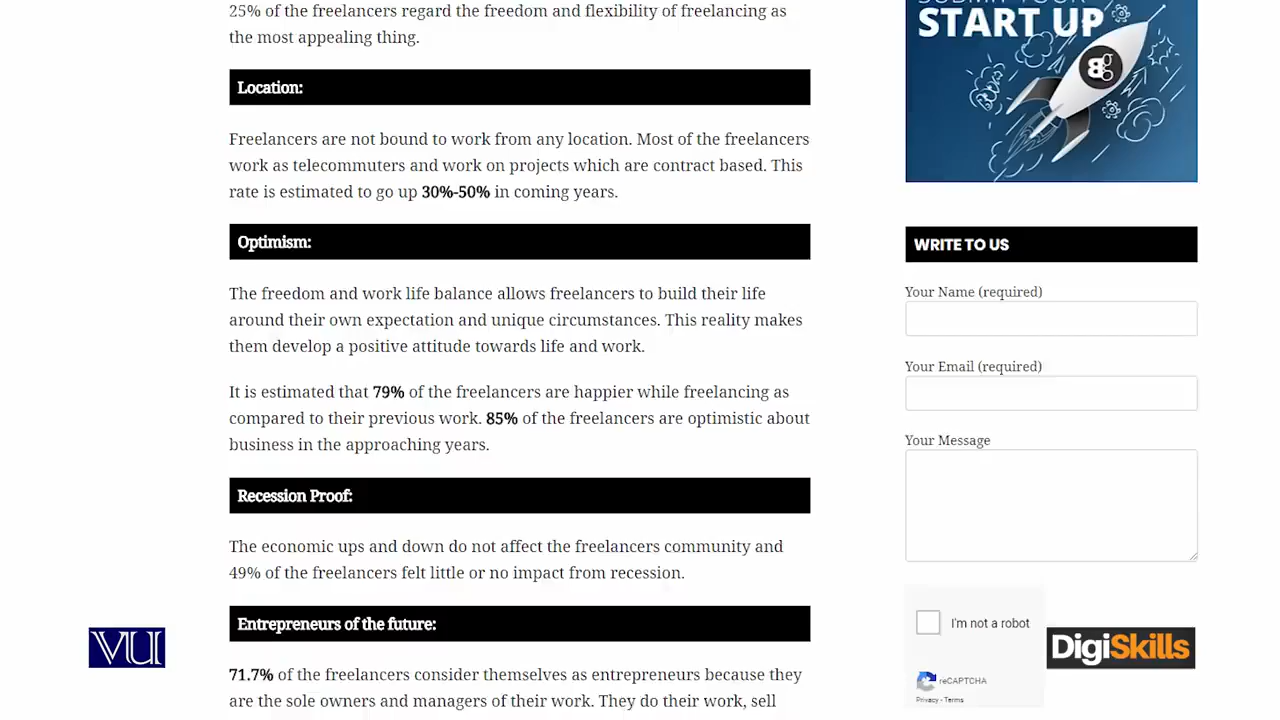 25% of the freelancers regard the freedom and flexibility of freelancing as
the most appealing thing.
Location:
Freelancers are not bound to work from any location. Most of the freelancers
work as telecommuters and work on projects which are contract based. This
rate is estimated to go up 30%-50% in coming years.
Optimism:
The freedom and work life balance allows freelancers to build their life
around their own expectation and unique circumstances. This reality makes
them develop a positive attitude towards life and work.
It is estimated that 79% of the freelancers are happier while freelancing as
compared to their previous work. 85% of the freelancers are optimistic about
business in the approaching years.
Recession Proof:
The economic ups and down do not affect the freelancers community and
49% of the freelancers felt little or no impact from recession.
Entrepreneurs of the future:
71.7% of the freelancers consider themselves as entrepreneurs because they
are the sole owners and managers of their work. They do their work, sell
SUBMIT YOUR
START UP
WRITE TO US
Your Name (required)
Your Email (required)
Your Message
I'm not a robot
reCAPTCHA
Privacy - Terms
VU
DigiSkills